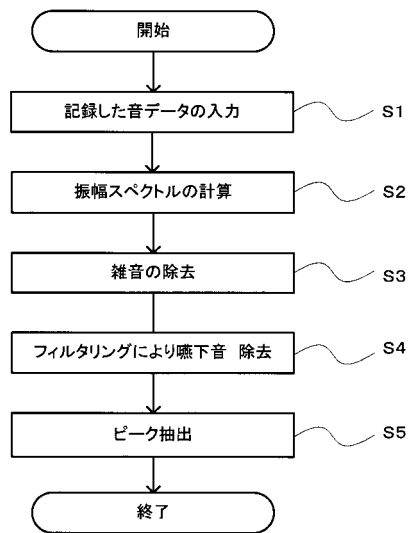 開始
記録した音データの入力 S1
振幅スペクトルの計算 S2
雑音の除去 S3
フィルタリングにより嚥下音 除去 S4
ピーク抽出 S5
終了